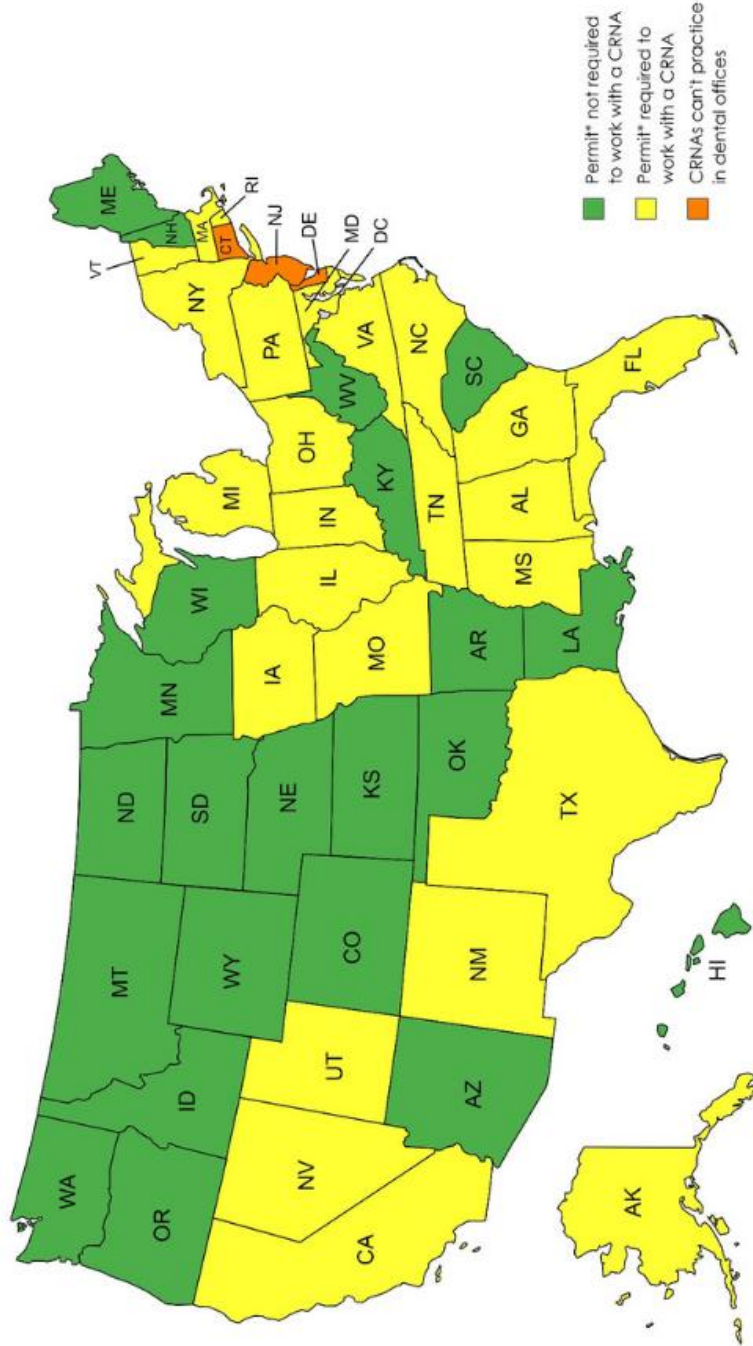 WA
OR
CA
NV
ID
MT
WY
UT
AZ
CO
NM
ND
SD
NE
KS
OK
TX
MN
IA
MO
AR
LA
WI
IL
MS
MI
IN
KY
TN
AL
OH
WV
GA
FL
SC
NC
VA
PA
NY
VT
NH
ME
MA
RI
CT
NJ
DE
MD
DC
AK
HI
Permit* not required
to work with a CRNA
Permit* required to
work with a CRNA
CRNAs can't practice
in dental offices